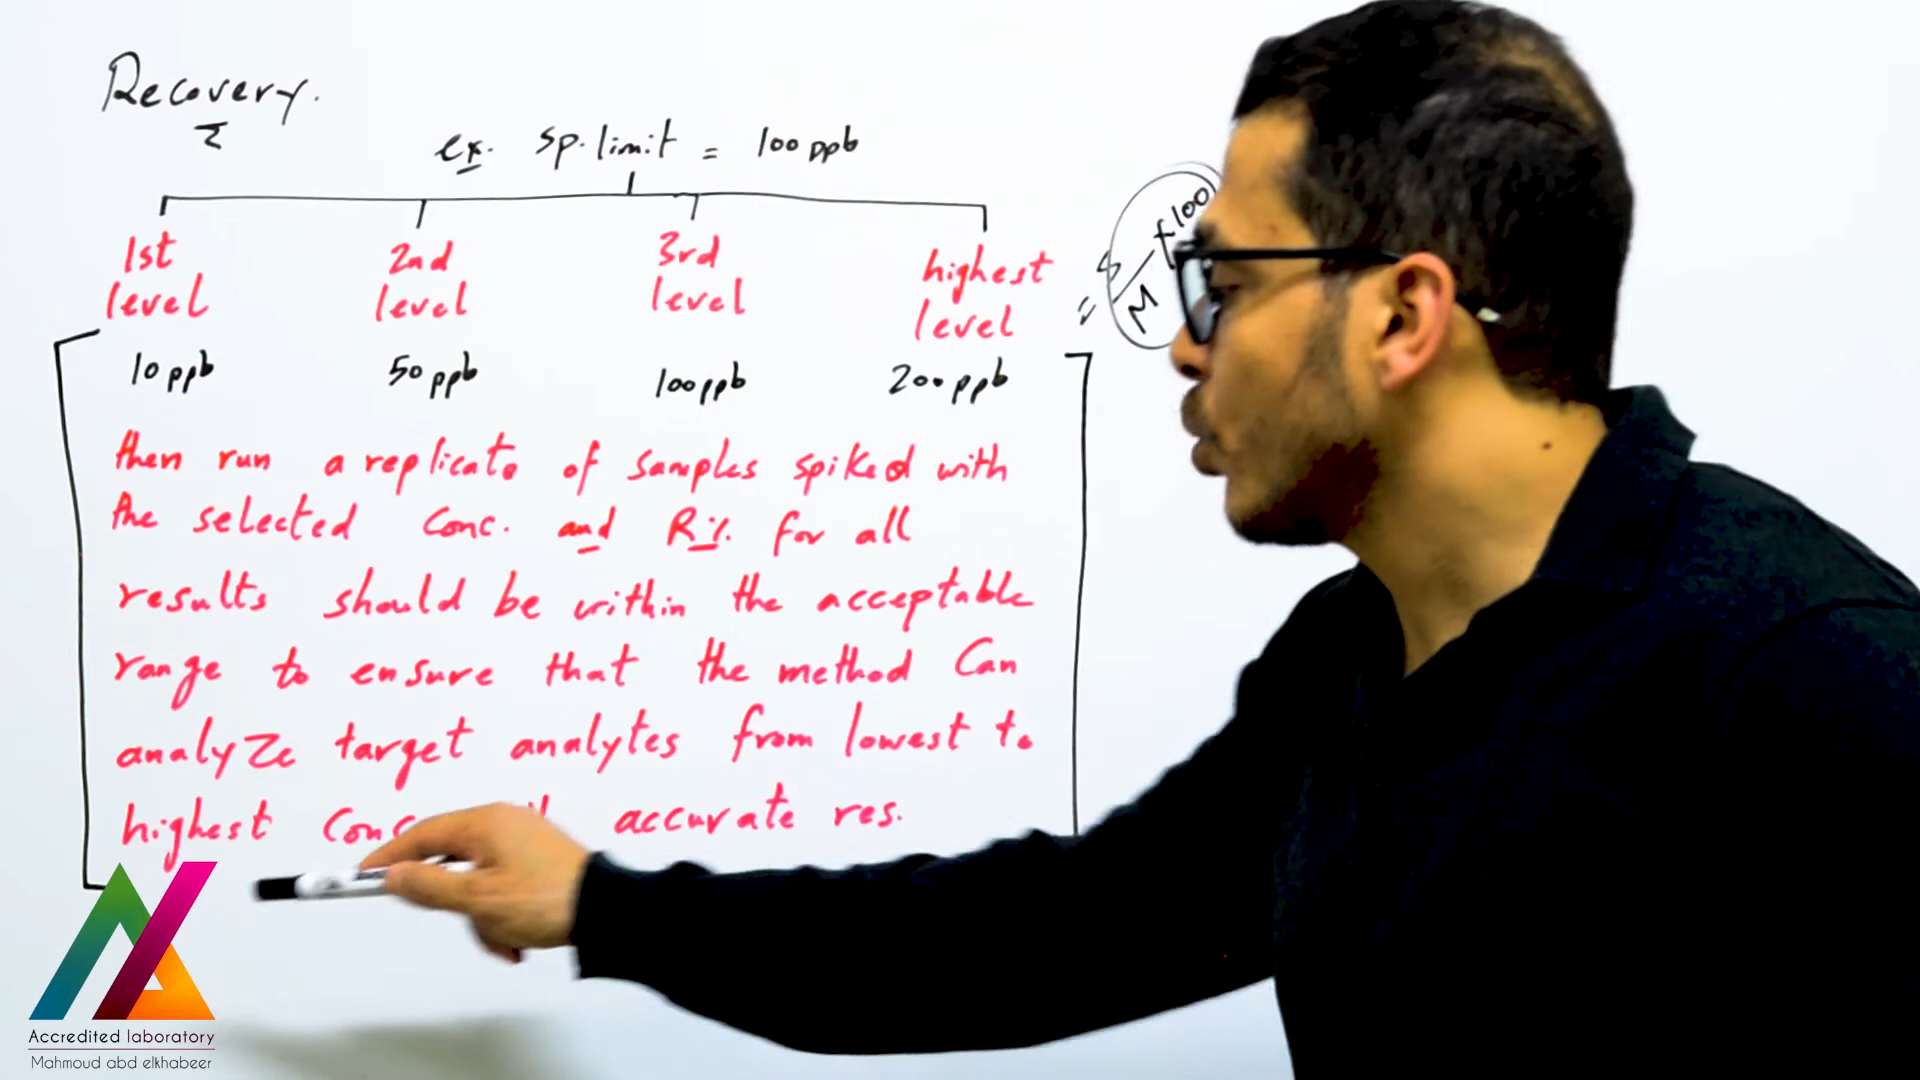 Recovery.
ex. sp. limit = 100 ppb
1st level
2nd level
3rd level
highest level
10 ppb
50 ppb
100 ppb
200 ppb
then run a replicate of samples spiked with
the selected Conc. and R% for all
results should be within the acceptable
range to ensure that the method Can
analyze target analytes from lowest to
highest Conc accurate res.
= S/M x 100
Accredited laboratory
Mahmoud abd elkhabeer